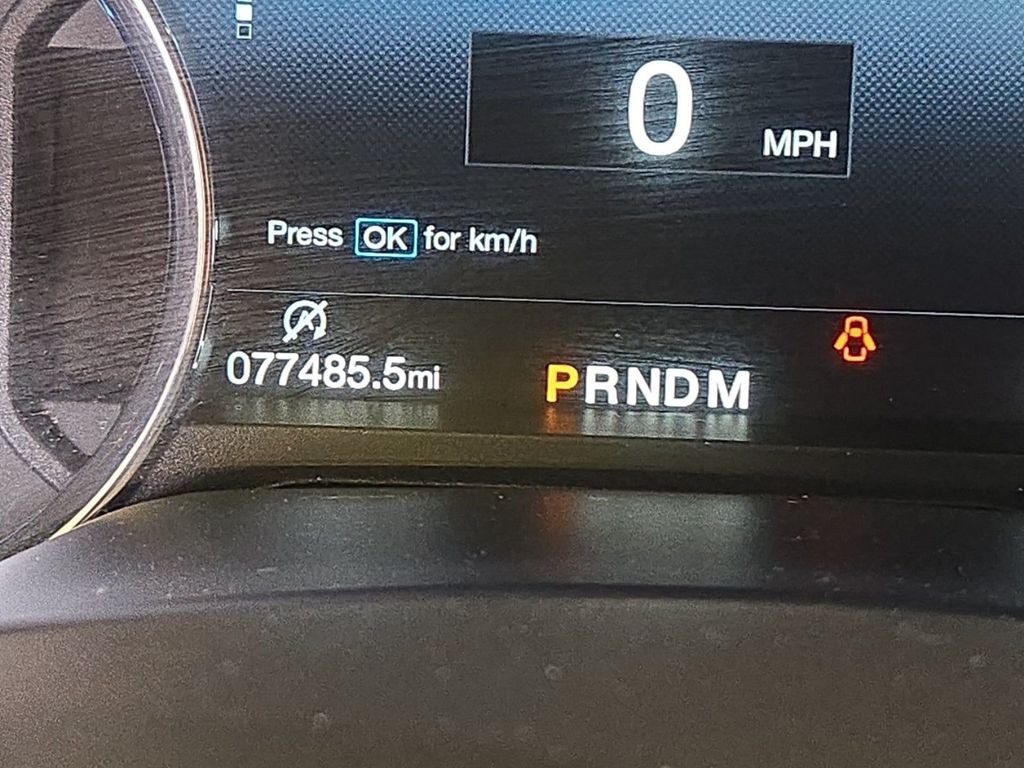 0 MPH
Press OK for km/h
077485.5mi
PRNDM